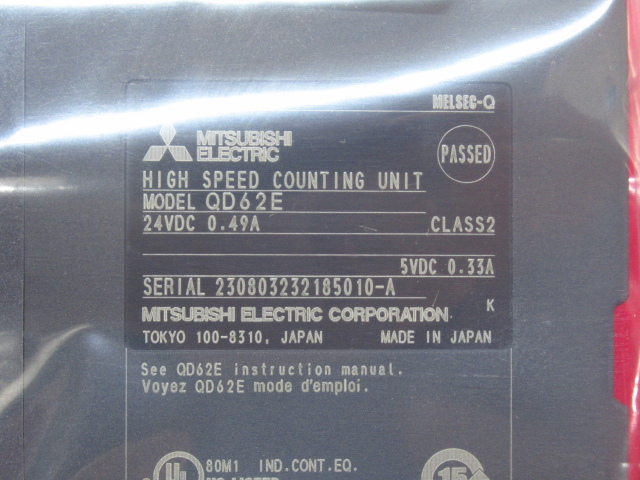 MELSEC-Q
MITSUBISHI
ELECTRIC
PASSED
HIGH SPEED COUNTING UNIT
MODEL QD62E
24VDC 0.49A CLASS2
5VDC 0.33A
SERIAL 230803232185010-A
K
MITSUBISHI ELECTRIC CORPORATION
TOKYO 100-8310, JAPAN MADE IN JAPAN
See QD62E instruction manual.
Voyez QD62E mode d'emploi.
UL 80M1 IND.CONT.EQ.
15